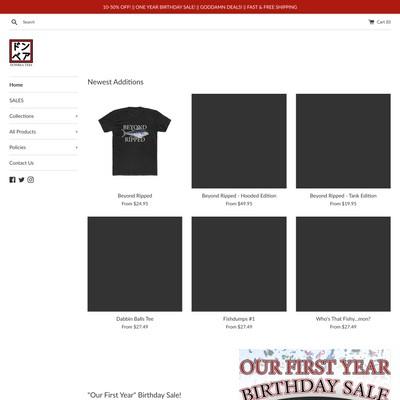 10-50% OFF! || ONE YEAR BIRTHDAY SALE! || GODDAMN DEALS! || FAST & FREE SHIPPING
Search
Cart (0)
ドン
ベア
Home
SALES
Collections +
All Products +
Policies +
Contact Us
Newest Additions
BEYOND
RIPPED
Beyond Ripped
From $24.95
Beyond Ripped - Hooded Edition
From $49.95
Beyond Ripped - Tank Edition
From $19.95
Dabbin Balls Tee
From $27.49
Fishdumps #1
From $27.49
Who's That Fishy...mon?
From $27.49
"Our First Year" Birthday Sale!
OUR FIRST YEAR
BIRTHDAY SALE